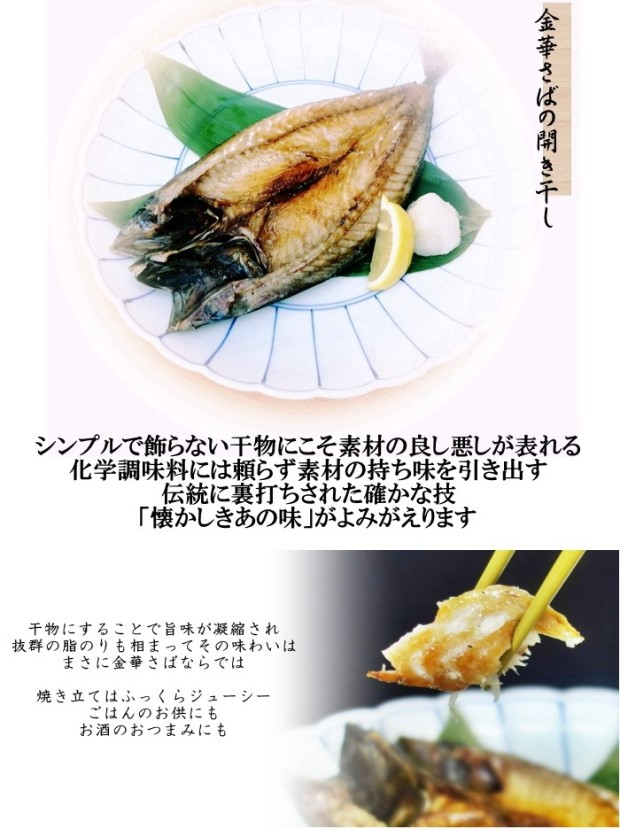 金華さばの開き干し
シンプルで飾らない干物にこそ素材の良し悪しが表れる
化学調味料には頼らず素材の持ち味を引き出す
伝統に裏打ちされた確かな技
「懐かしきあの味」がよみがえります
干物にすることで旨味が凝縮され
抜群の脂のりも相まってその味わいは
まさに金華さばならでは
焼き立てはふっくらジューシー
ごはんのお供にも
お酒のおつまみにも